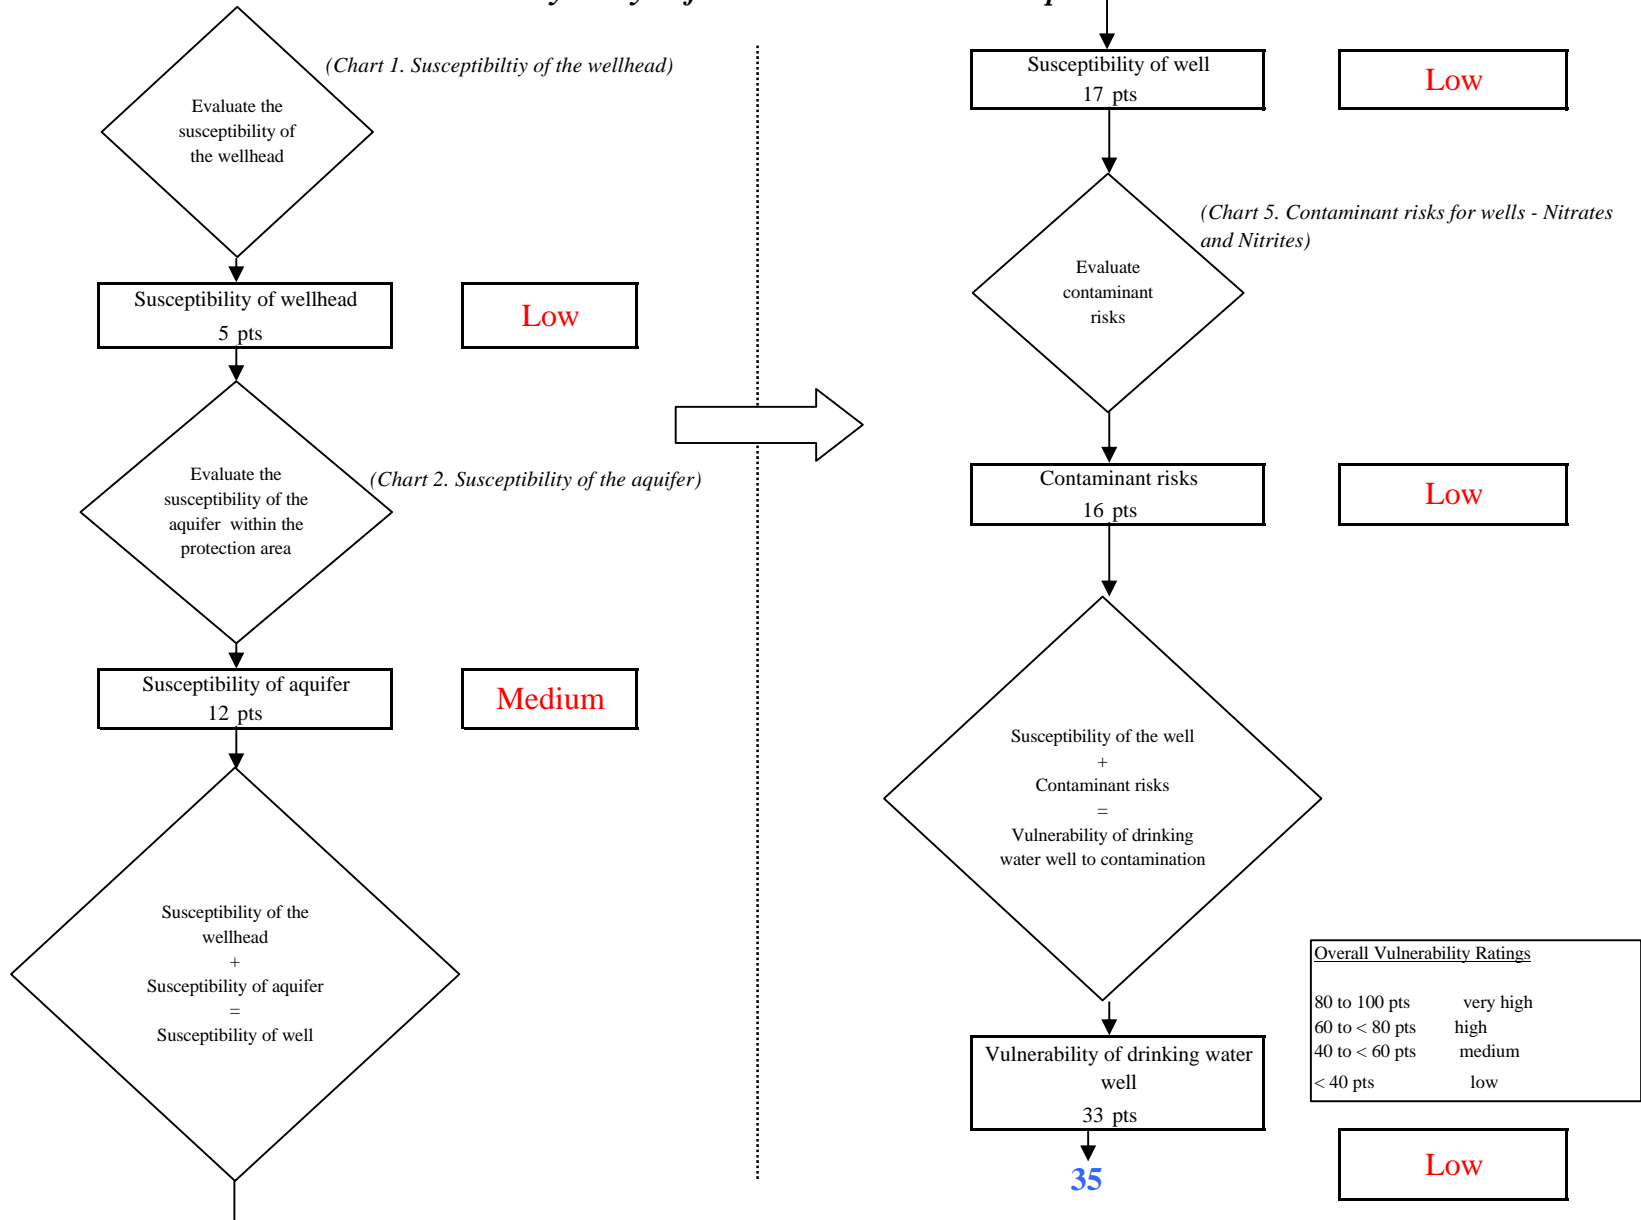 (Chart 1. Susceptibiltiy of the wellhead)
Evaluate the
susceptibility of
the wellhead
Susceptibility of wellhead
5 pts
Low
Evaluate the
susceptibility of the
aquifer within the
protection area
(Chart 2. Susceptibility of the aquifer)
Susceptibility of aquifer
12 pts
Medium
Susceptibility of the
wellhead
+
Susceptibility of aquifer
=
Susceptibility of well
Susceptibility of well
17 pts
Low
(Chart 5. Contaminant risks for wells - Nitrates
and Nitrites)
Evaluate
contaminant
risks
Contaminant risks
16 pts
Low
Susceptibility of the well
+
Contaminant risks
=
Vulnerability of drinking
water well to contamination
Overall Vulnerability Ratings
80 to 100 pts very high
60 to < 80 pts high
40 to < 60 pts medium
< 40 pts low
Vulnerability of drinking water
well
33 pts
35
Low